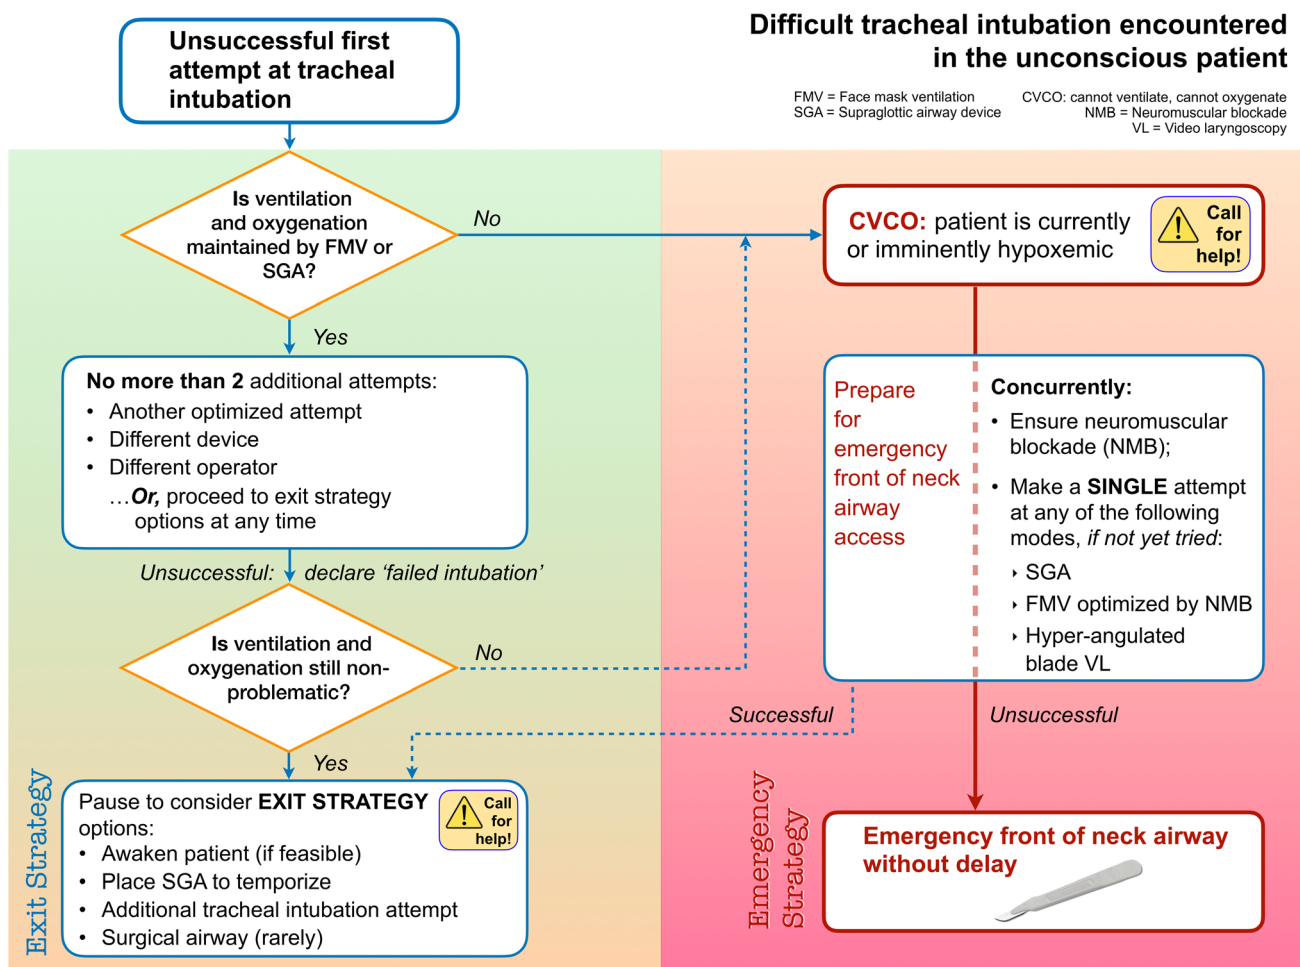 Unsuccessful first
attempt at tracheal
intubation
Difficult tracheal intubation encountered
in the unconscious patient
FMV = Face mask ventilation
SGA = Supraglottic airway device
CVCO: cannot ventilate, cannot oxygenate
NMB = Neuromuscular blockade
VL = Video laryngoscopy
Is ventilation
and oxygenation
maintained by FMV or
SGA?
No
CVCO: patient is currently
or imminently hypoxemic
Call
for
help!
Yes
No more than 2 additional attempts:
• Another optimized attempt
• Different device
• Different operator
…Or, proceed to exit strategy
options at any time
Prepare
for
emergency
front of neck
airway
access
Concurrently:
• Ensure neuromuscular
blockade (NMB);
• Make a SINGLE attempt
at any of the following
modes, if not yet tried:
‣ SGA
‣ FMV optimized by NMB
‣ Hyper-angulated
blade VL
Unsuccessful: declare ‘failed intubation’
Is ventilation and
oxygenation still non-
problematic?
No
Successful
Unsuccessful
Yes
Exit Strategy
Pause to consider EXIT STRATEGY
options:
• Awaken patient (if feasible)
• Place SGA to temporize
• Additional tracheal intubation attempt
• Surgical airway (rarely)
Call
for
help!
Emergency
Strategy
Emergency front of neck airway
without delay